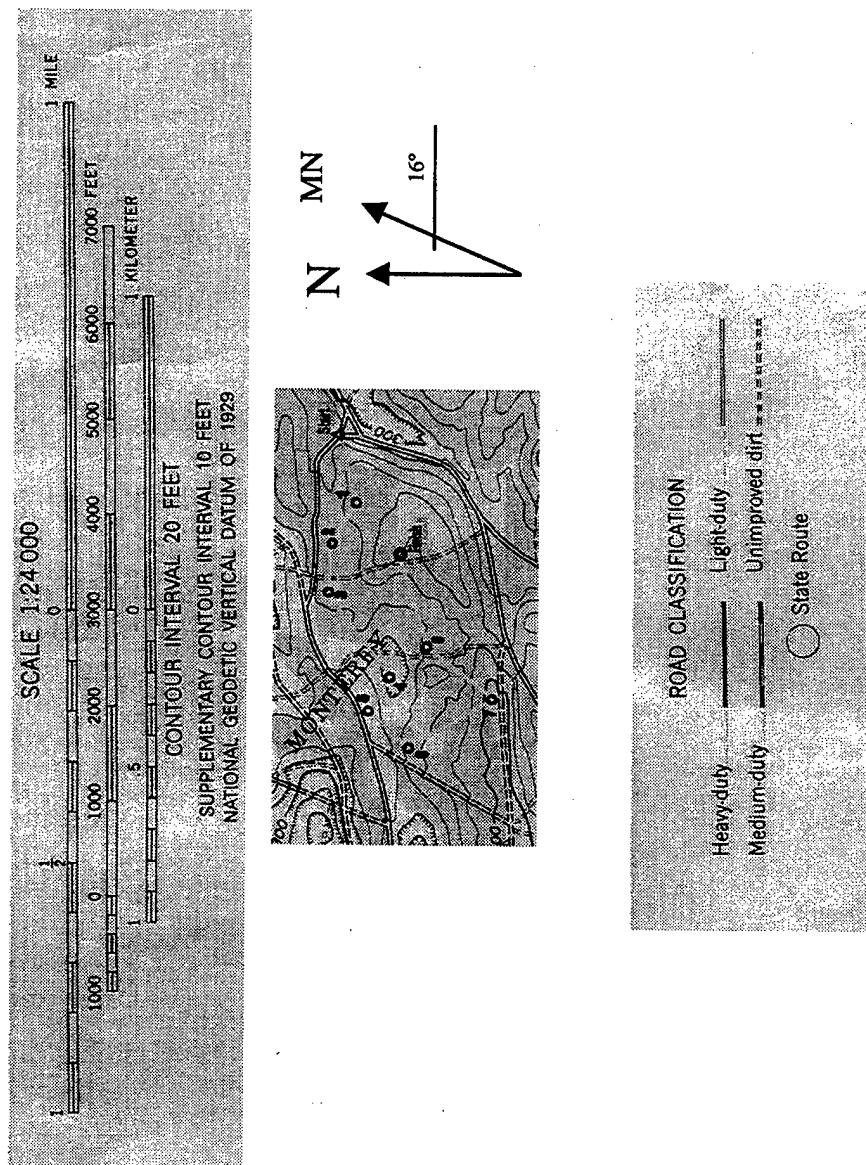 SCALE 1:24 000
1 ½ 0 1 MILE
1000 0 1000 2000 3000 4000 5000 6000 7000 FEET
1 .5 0 1 KILOMETER
CONTOUR INTERVAL 20 FEET
SUPPLEMENTARY CONTOUR INTERVAL 10 FEET
NATIONAL GEODETIC VERTICAL DATUM OF 1929
Start
300
MONTEREY
N MN
16°
ROAD CLASSIFICATION
Heavy-duty Light-duty
Medium-duty Unimproved dirt
State Route